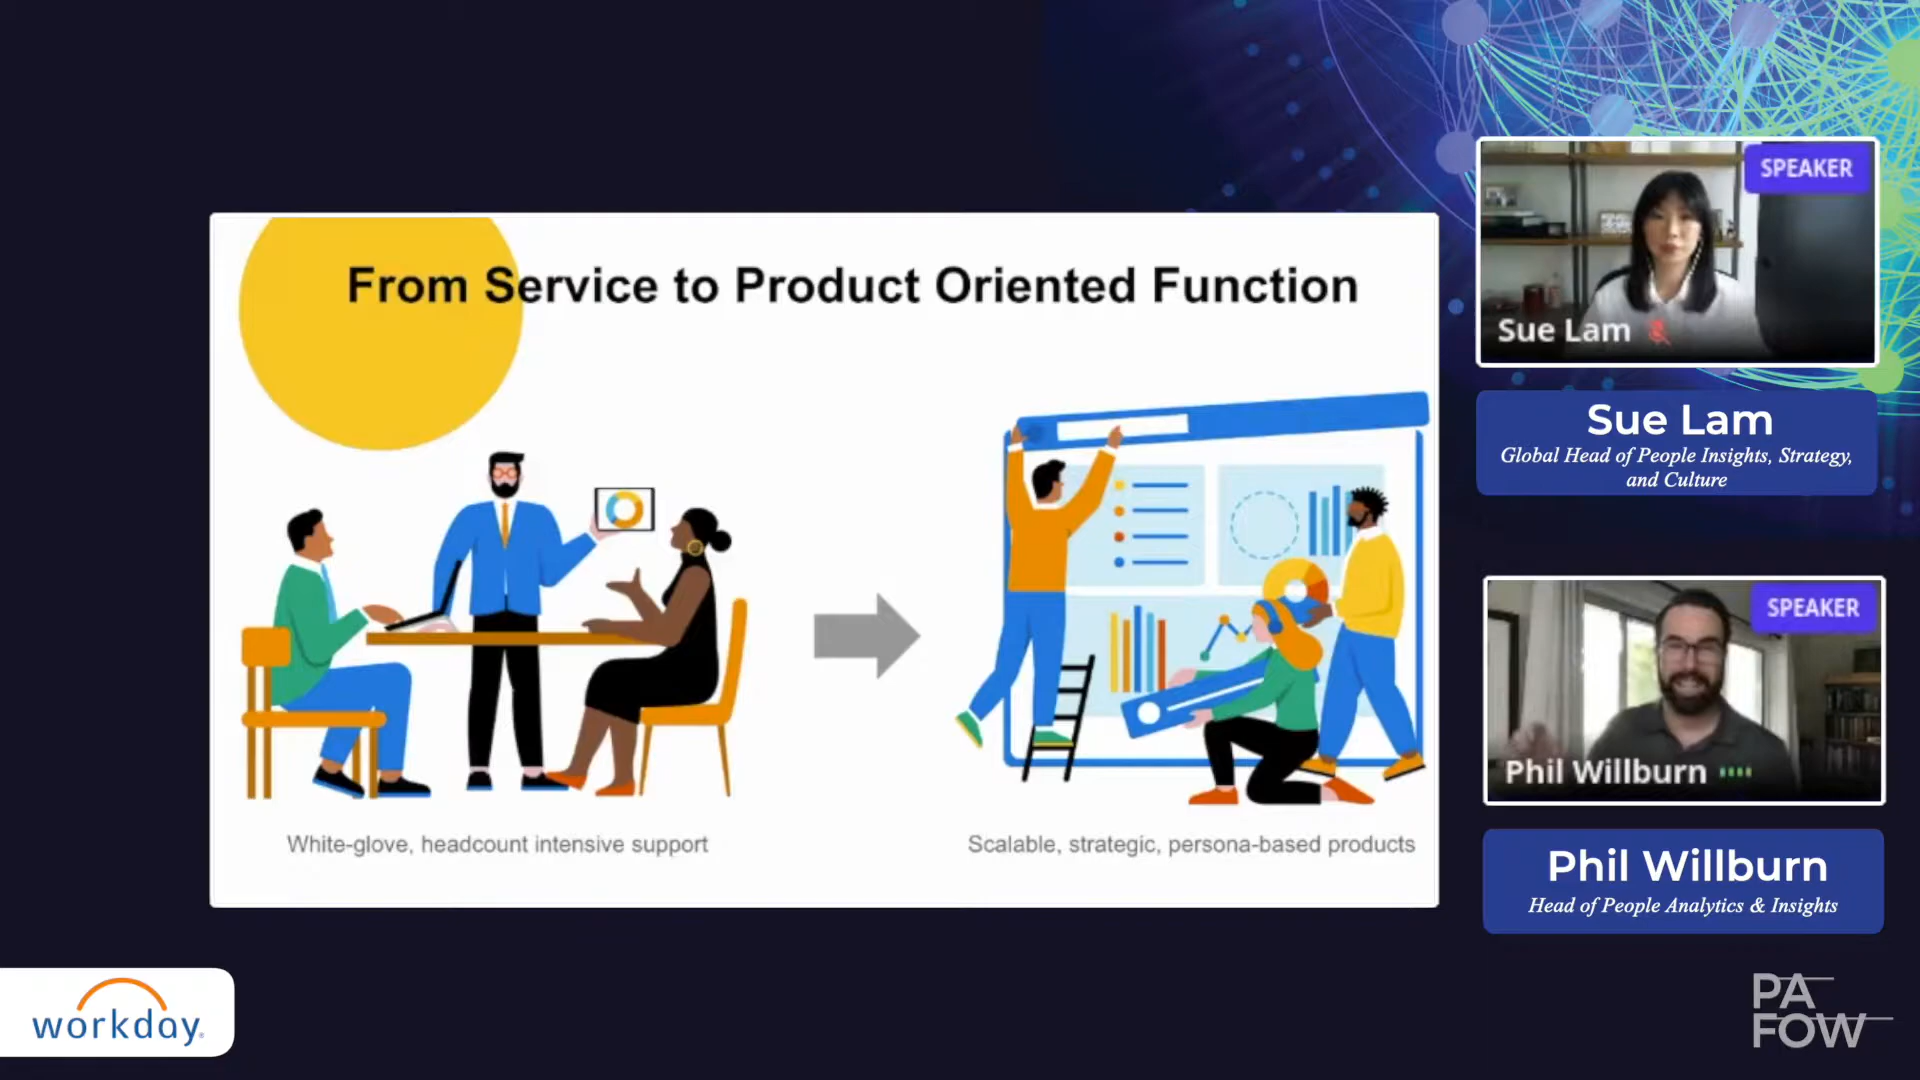 From Service to Product Oriented Function
White-glove, headcount intensive support
Scalable, strategic, persona-based products
SPEAKER
Sue Lam
Sue Lam
Global Head of People Insights, Strategy,
and Culture
SPEAKER
Phil Willburn
Phil Willburn
Head of People Analytics & Insights
workday.
PA
FOW